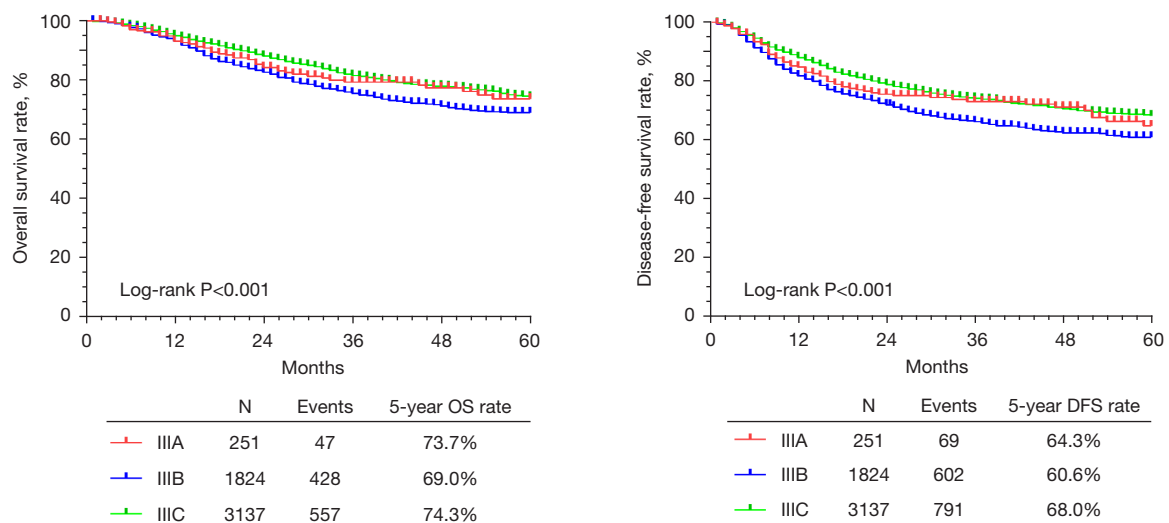 Overall survival rate, %
100
80
60
40
20
0
Log-rank P<0.001
0 12 24 36 48 60
Months
N Events 5-year OS rate
IIIA 251 47 73.7%
IIIB 1824 428 69.0%
IIIC 3137 557 74.3%
Disease-free survival rate, %
100
80
60
40
20
0
Log-rank P<0.001
0 12 24 36 48 60
Months
N Events 5-year DFS rate
IIIA 251 69 64.3%
IIIB 1824 602 60.6%
IIIC 3137 791 68.0%